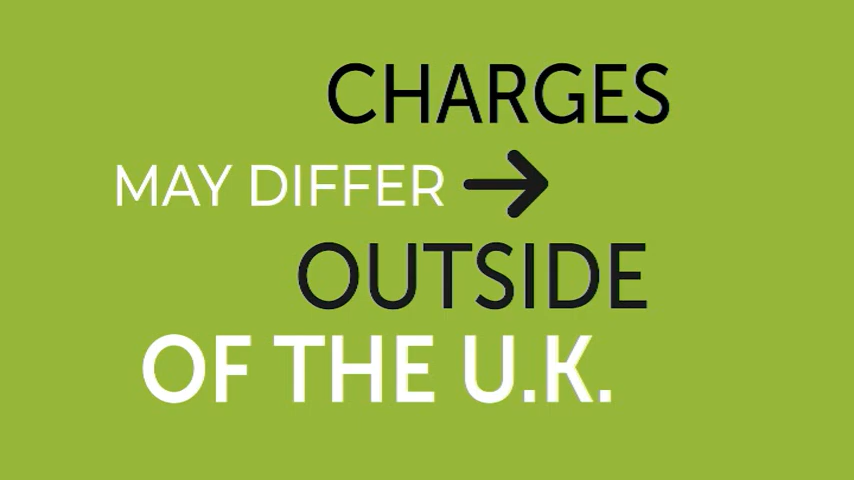 CHARGES
MAY DIFFER →
OUTSIDE
OF THE U.K.